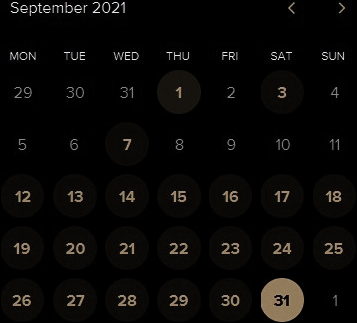 September 2021
MON TUE WED THU FRI SAT SUN
29 30 31 1 2 3 4
5 6 7 8 9 10 11
12 13 14 15 16 17 18
19 20 21 22 23 24 25
26 27 28 29 30 31 1